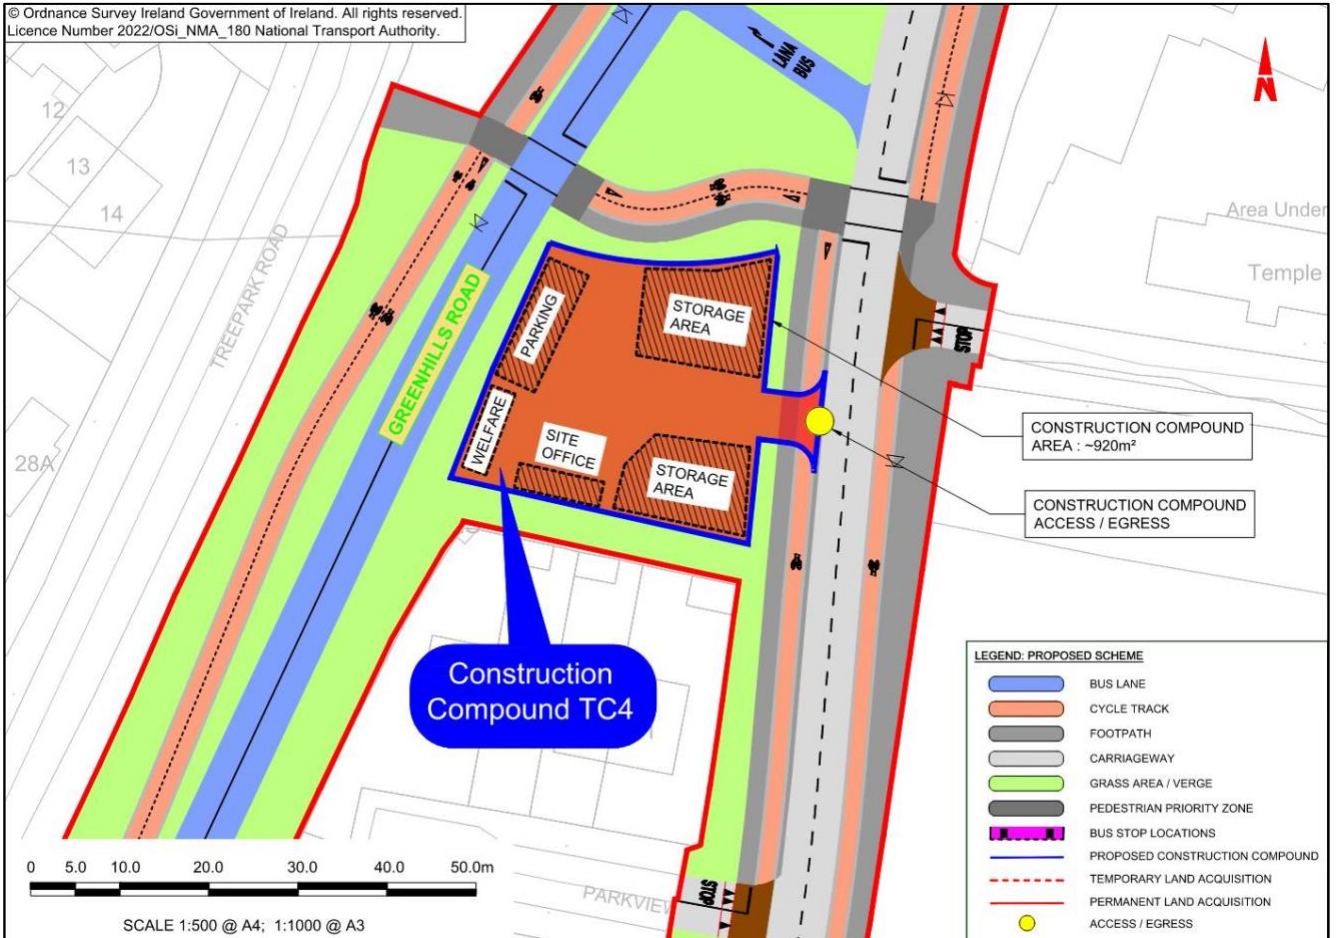 © Ordnance Survey Ireland Government of Ireland. All rights reserved.
Licence Number 2022/OSi_NMA_180 National Transport Authority.
LANA
BUS
N
12
13
14
Area Under
Temple
TREEPARK ROAD
GREENHILLS ROAD
PARKING
STORAGE
AREA
STOP
WELFARE
SITE
OFFICE
STORAGE
AREA
28A
CONSTRUCTION COMPOUND
AREA : ~920m²
CONSTRUCTION COMPOUND
ACCESS / EGRESS
Construction
Compound TC4
STOP
PARKVIEW
0 5.0 10.0 20.0 30.0 40.0 50.0m
SCALE 1:500 @ A4; 1:1000 @ A3
LEGEND: PROPOSED SCHEME
BUS LANE
CYCLE TRACK
FOOTPATH
CARRIAGEWAY
GRASS AREA / VERGE
PEDESTRIAN PRIORITY ZONE
BUS STOP LOCATIONS
PROPOSED CONSTRUCTION COMPOUND
TEMPORARY LAND ACQUISITION
PERMANENT LAND ACQUISITION
ACCESS / EGRESS